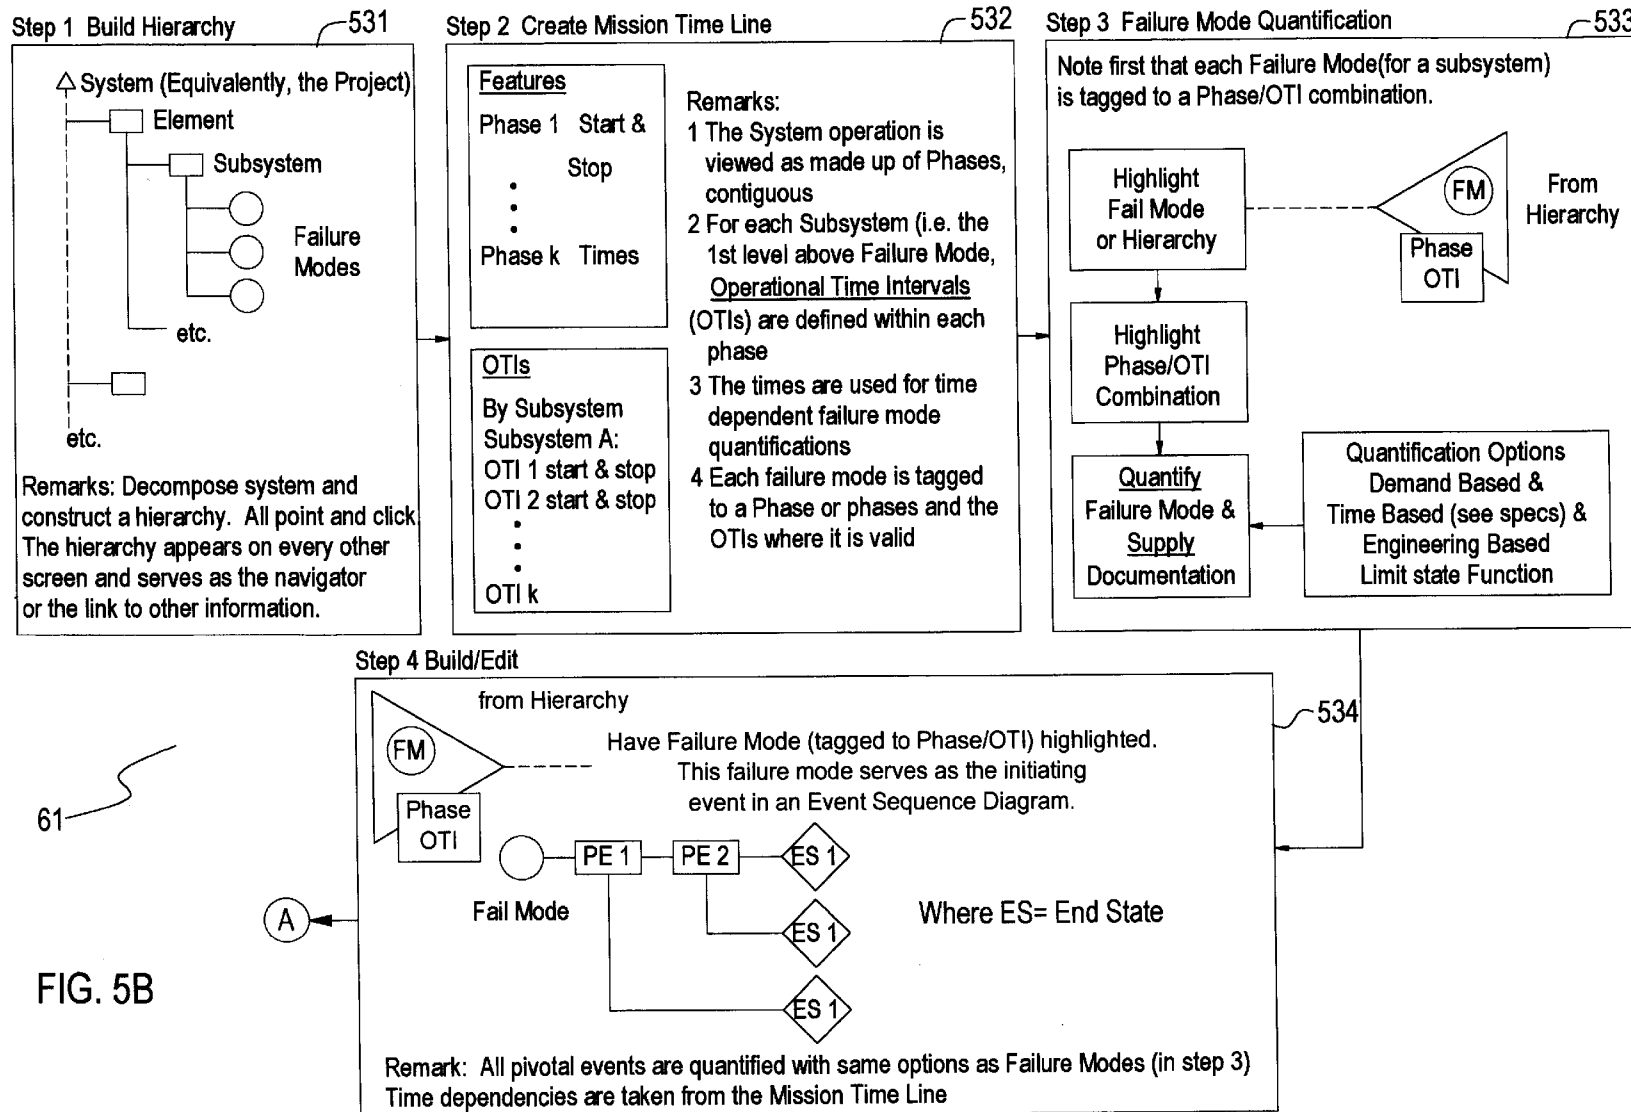 Step 1 Build Hierarchy
531
System (Equivalently, the Project)
Element
Subsystem
Failure
Modes
etc.
etc.
Remarks: Decompose system and
construct a hierarchy. All point and click
The hierarchy appears on every other
screen and serves as the navigator
or the link to other information.
Step 2 Create Mission Time Line
532
Features
Phase 1 Start &
Stop
Phase k Times
OTIs
By Subsystem
Subsystem A:
OTI 1 start & stop
OTI 2 start & stop
OTI k
Remarks:
1 The System operation is
viewed as made up of Phases,
contiguous
2 For each Subsystem (i.e. the
1st level above Failure Mode,
Operational Time Intervals
(OTIs) are defined within each
phase
3 The times are used for time
dependent failure mode
quantifications
4 Each failure mode is tagged
to a Phase or phases and the
OTIs where it is valid
Step 3 Failure Mode Quantification
533
Note first that each Failure Mode(for a subsystem)
is tagged to a Phase/OTI combination.
Highlight
Fail Mode
or Hierarchy
FM
Phase
OTI
From
Hierarchy
Highlight
Phase/OTI
Combination
Quantify
Failure Mode &
Supply
Documentation
Quantification Options
Demand Based &
Time Based (see specs) &
Engineering Based
Limit state Function
Step 4 Build/Edit
534
from Hierarchy
FM
Phase
OTI
Have Failure Mode (tagged to Phase/OTI) highlighted.
This failure mode serves as the initiating
event in an Event Sequence Diagram.
PE 1
PE 2
ES 1
Fail Mode
ES 1
Where ES= End State
ES 1
Remark: All pivotal events are quantified with same options as Failure Modes (in step 3)
Time dependencies are taken from the Mission Time Line
61
A
FIG. 5B